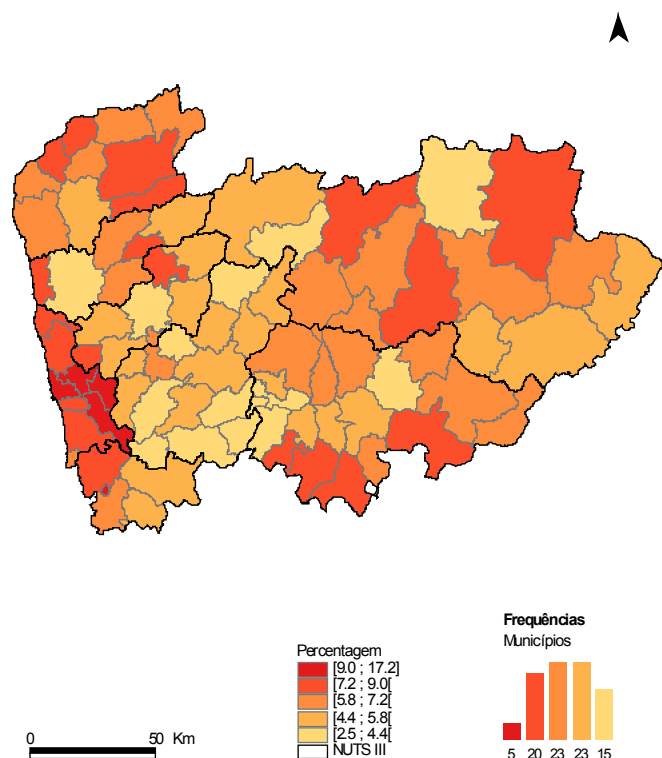 Frequências
Municípios
Percentagem
[9.0 ; 17.2]
[7.2 ; 9.0[
[5.8 ; 7.2[
[4.4 ; 5.8[
[2.5 ; 4.4[
NUTS III
0 50 Km
5 20 23 23 15